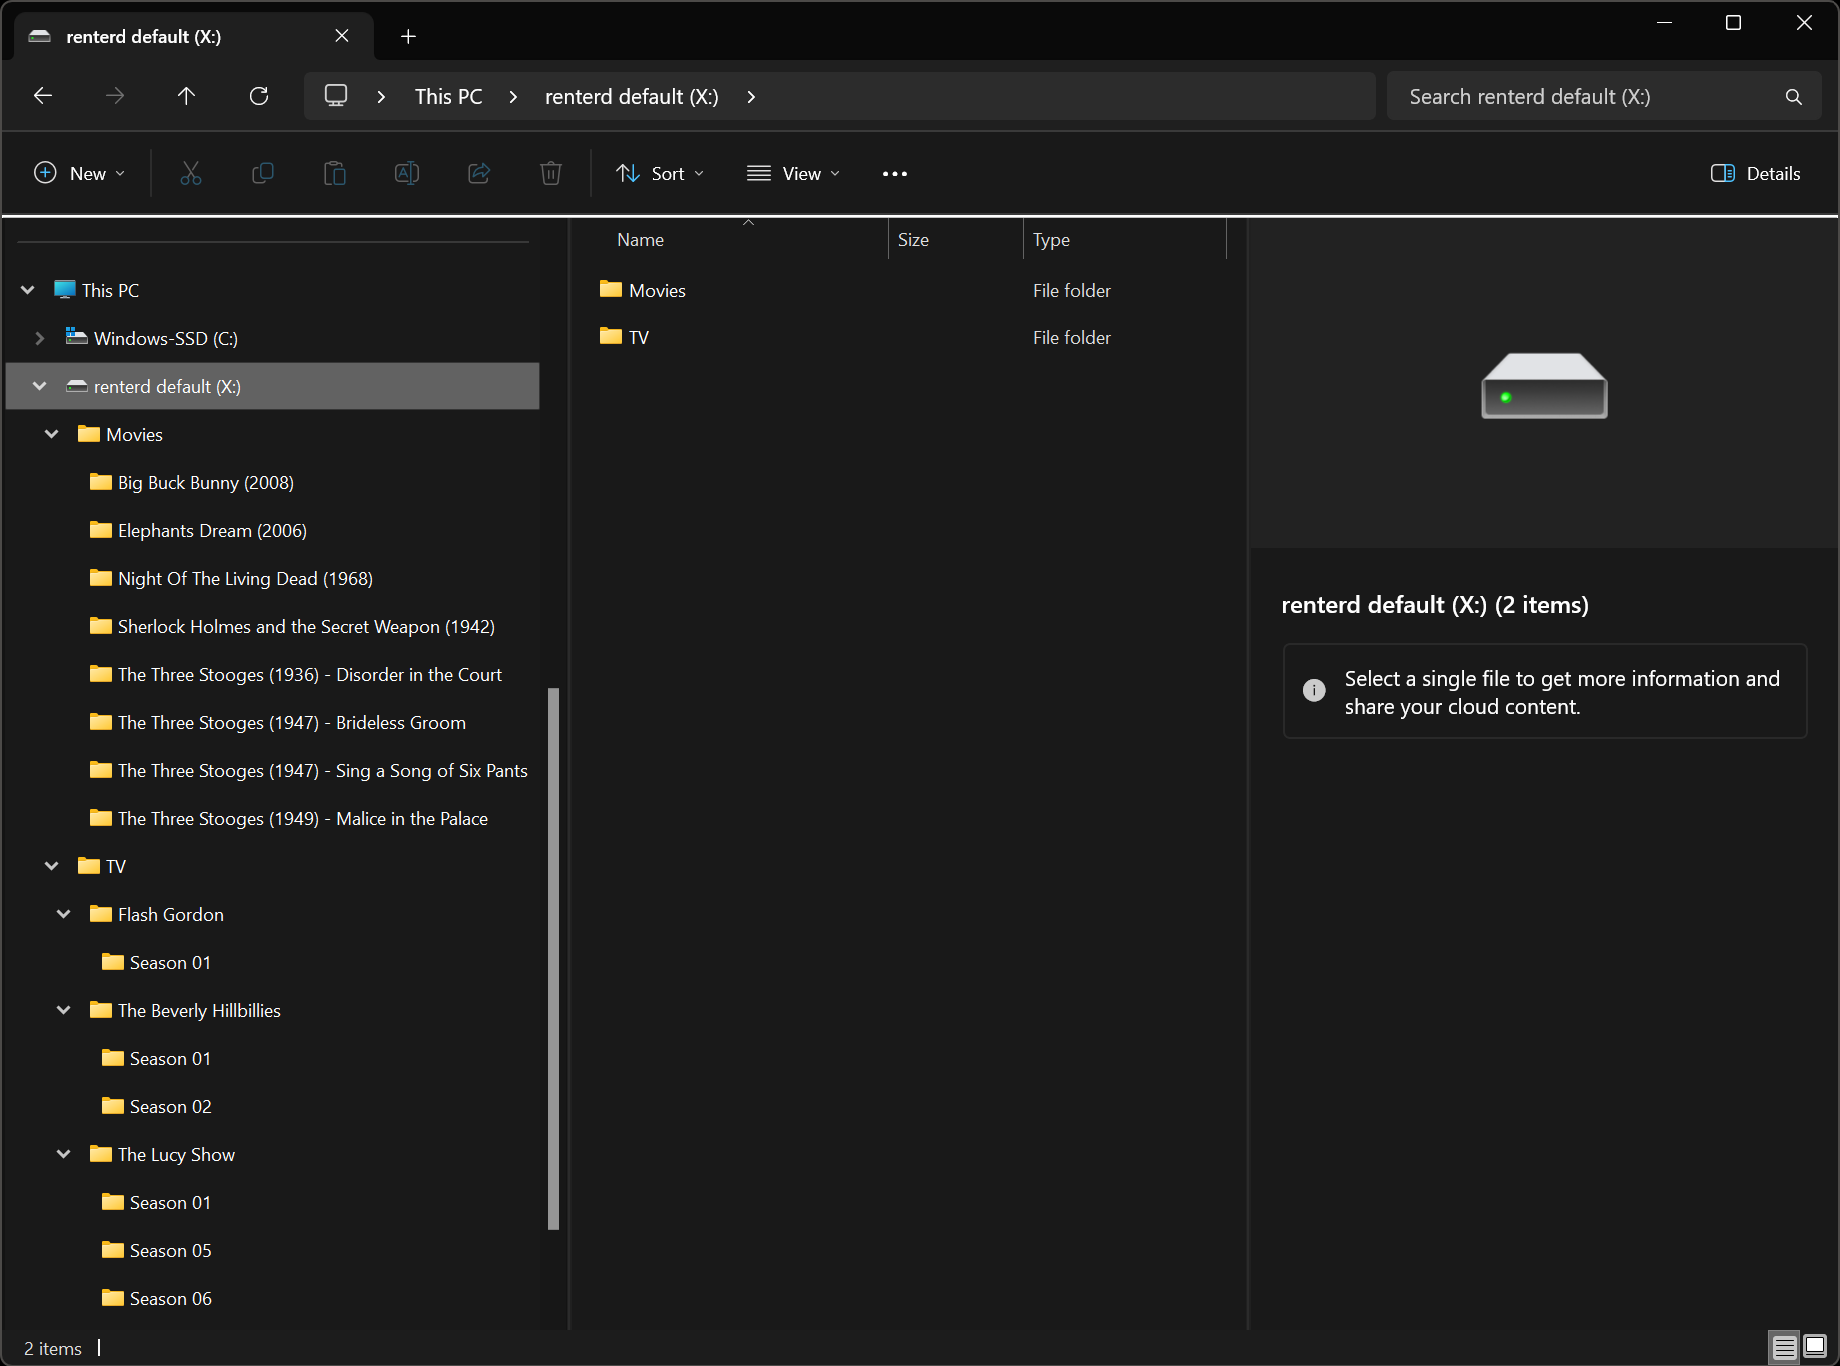 renterd default (X:)
This PC
renterd default (X:)
Search renterd default (X:)
New
Sort
View
Details
Name
Size
Type
This PC
Windows-SSD (C:)
renterd default (X:)
Movies
Big Buck Bunny (2008)
Elephants Dream (2006)
Night Of The Living Dead (1968)
Sherlock Holmes and the Secret Weapon (1942)
The Three Stooges (1936) - Disorder in the Court
The Three Stooges (1947) - Brideless Groom
The Three Stooges (1947) - Sing a Song of Six Pants
The Three Stooges (1949) - Malice in the Palace
TV
Flash Gordon
Season 01
The Beverly Hillbillies
Season 01
Season 02
The Lucy Show
Season 01
Season 05
Season 06
Movies File folder
TV File folder
renterd default (X:) (2 items)
Select a single file to get more information and
share your cloud content.
2 items